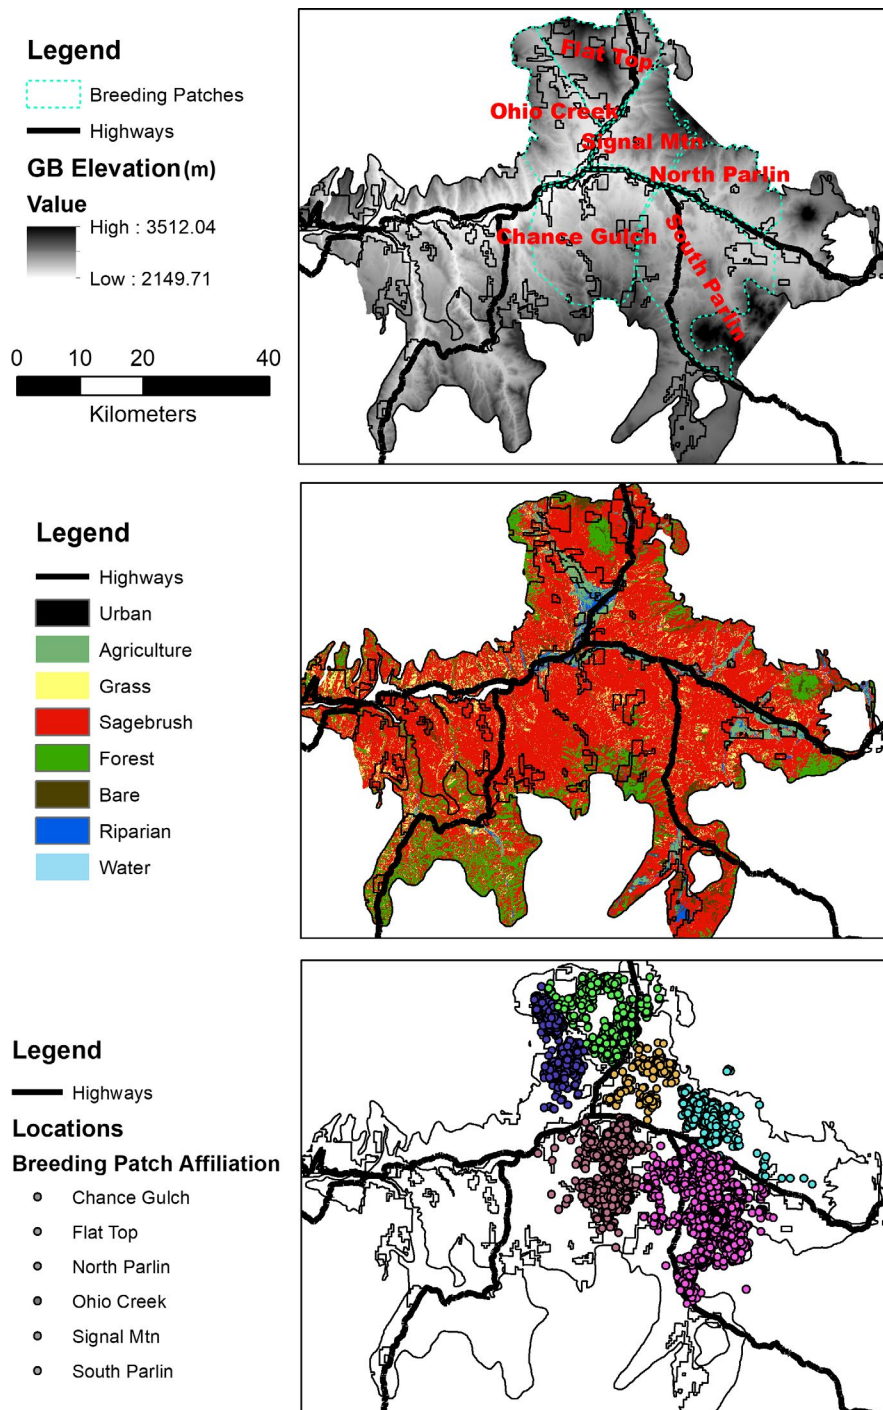 Legend
Breeding Patches
Highways
GB Elevation (m)
Value
High : 3512.04
Low : 2149.71
0 10 20 40
Kilometers
Flat Top
Ohio Creek
Signal Mtn
North Parlin
Chance Gulch
South Parlin
Legend
Highways
Urban
Agriculture
Grass
Sagebrush
Forest
Bare
Riparian
Water
Legend
Highways
Locations
Breeding Patch Affiliation
Chance Gulch
Flat Top
North Parlin
Ohio Creek
Signal Mtn
South Parlin